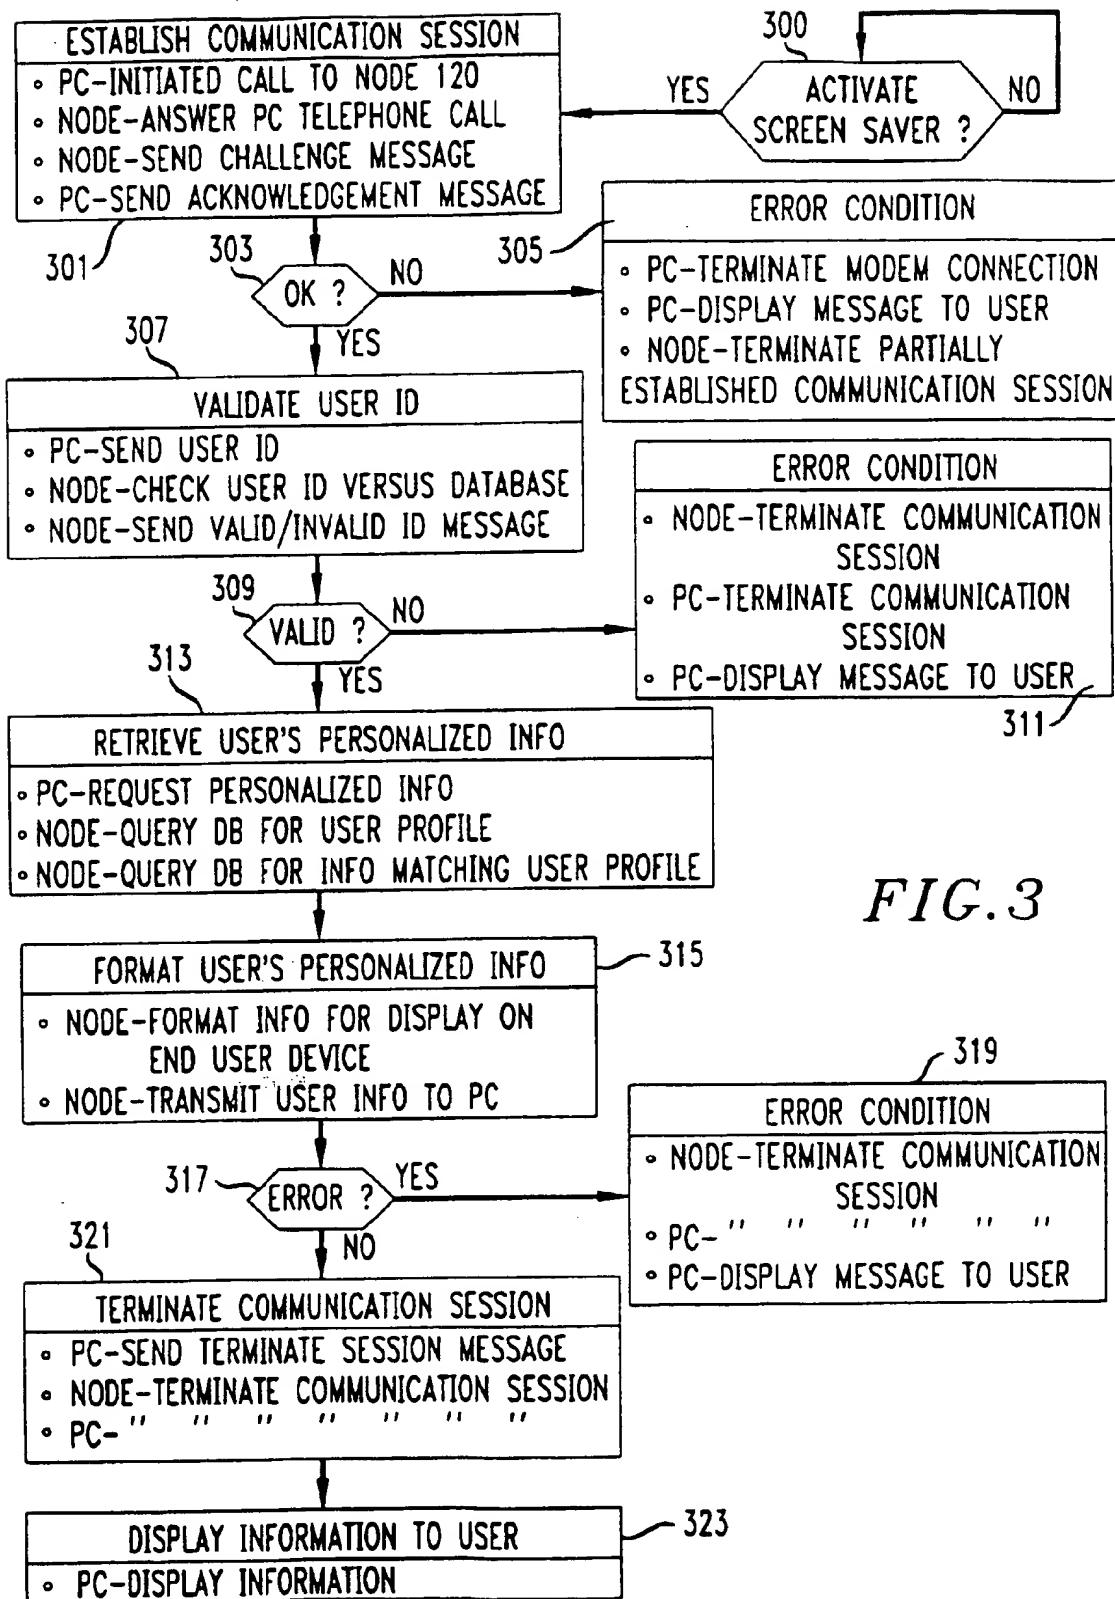 300
ACTIVATE
SCREEN SAVER ?
YES
NO
ESTABLISH COMMUNICATION SESSION
∘ PC-INITIATED CALL TO NODE 120
∘ NODE-ANSWER PC TELEPHONE CALL
∘ NODE-SEND CHALLENGE MESSAGE
∘ PC-SEND ACKNOWLEDGEMENT MESSAGE
301
303
OK ?
NO
YES
305
ERROR CONDITION
∘ PC-TERMINATE MODEM CONNECTION
∘ PC-DISPLAY MESSAGE TO USER
∘ NODE-TERMINATE PARTIALLY
ESTABLISHED COMMUNICATION SESSION
307
VALIDATE USER ID
∘ PC-SEND USER ID
∘ NODE-CHECK USER ID VERSUS DATABASE
∘ NODE-SEND VALID/INVALID ID MESSAGE
309
VALID ?
NO
YES
ERROR CONDITION
∘ NODE-TERMINATE COMMUNICATION
SESSION
∘ PC-TERMINATE COMMUNICATION
SESSION
∘ PC-DISPLAY MESSAGE TO USER
311
313
RETRIEVE USER'S PERSONALIZED INFO
∘ PC-REQUEST PERSONALIZED INFO
∘ NODE-QUERY DB FOR USER PROFILE
∘ NODE-QUERY DB FOR INFO MATCHING USER PROFILE
FIG.3
FORMAT USER'S PERSONALIZED INFO
315
∘ NODE-FORMAT INFO FOR DISPLAY ON
END USER DEVICE
∘ NODE-TRANSMIT USER INFO TO PC
317
ERROR ?
YES
NO
319
ERROR CONDITION
∘ NODE-TERMINATE COMMUNICATION
SESSION
∘ PC- " " " " " "
∘ PC-DISPLAY MESSAGE TO USER
321
TERMINATE COMMUNICATION SESSION
∘ PC-SEND TERMINATE SESSION MESSAGE
∘ NODE-TERMINATE COMMUNICATION SESSION
∘ PC- " " " " " " "
DISPLAY INFORMATION TO USER
323
∘ PC-DISPLAY INFORMATION